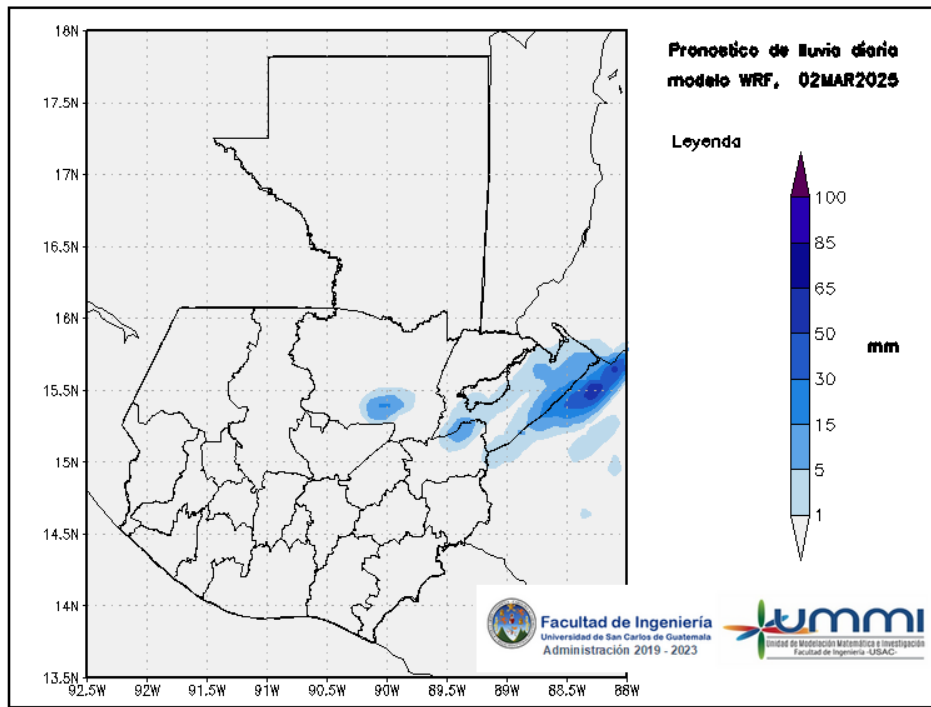 Pronostico de lluvia diaria
modelo WRF, 02MAR2025
Leyenda
100
85
65
50
30
15
5
1
mm
18N
17.5N
17N
16.5N
16N
15.5N
15N
14.5N
14N
13.5N
92.5W
92W
91.5W
91W
90.5W
90W
89.5W
89W
88.5W
88W
Facultad de Ingeniería
Universidad de San Carlos de Guatemala
Administración 2019 - 2023
UMMI
Unidad de Modelación Matemática e Investigación
Facultad de Ingeniería -USAC-